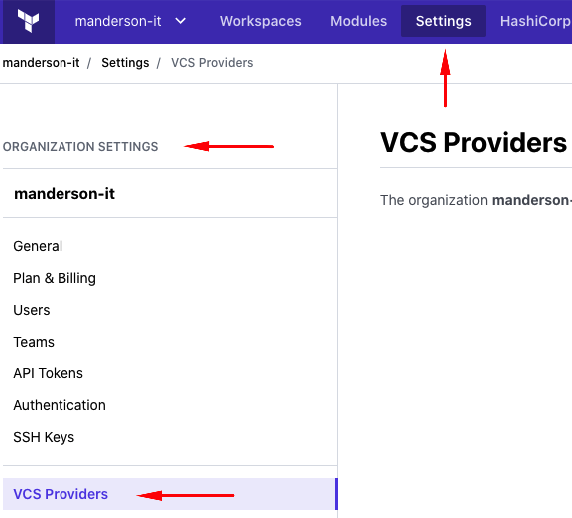 manderson-it Workspaces Modules Settings HashiCorp
manderson-it / Settings / VCS Providers
ORGANIZATION SETTINGS
manderson-it
General
Plan & Billing
Users
Teams
API Tokens
Authentication
SSH Keys
VCS Providers
VCS Providers
The organization manderson-